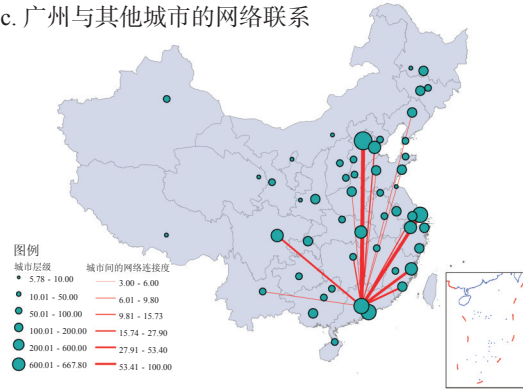 c. 广州与其他城市的网络联系
图例
城市层级
5.78 - 10.00
10.01 - 50.00
50.01 - 100.00
100.01 - 200.00
200.01 - 600.00
600.01 - 667.80
城市间的网络连接度
3.00 - 6.00
6.01 - 9.80
9.81 - 15.73
15.74 - 27.90
27.91 - 53.40
53.41 - 100.00